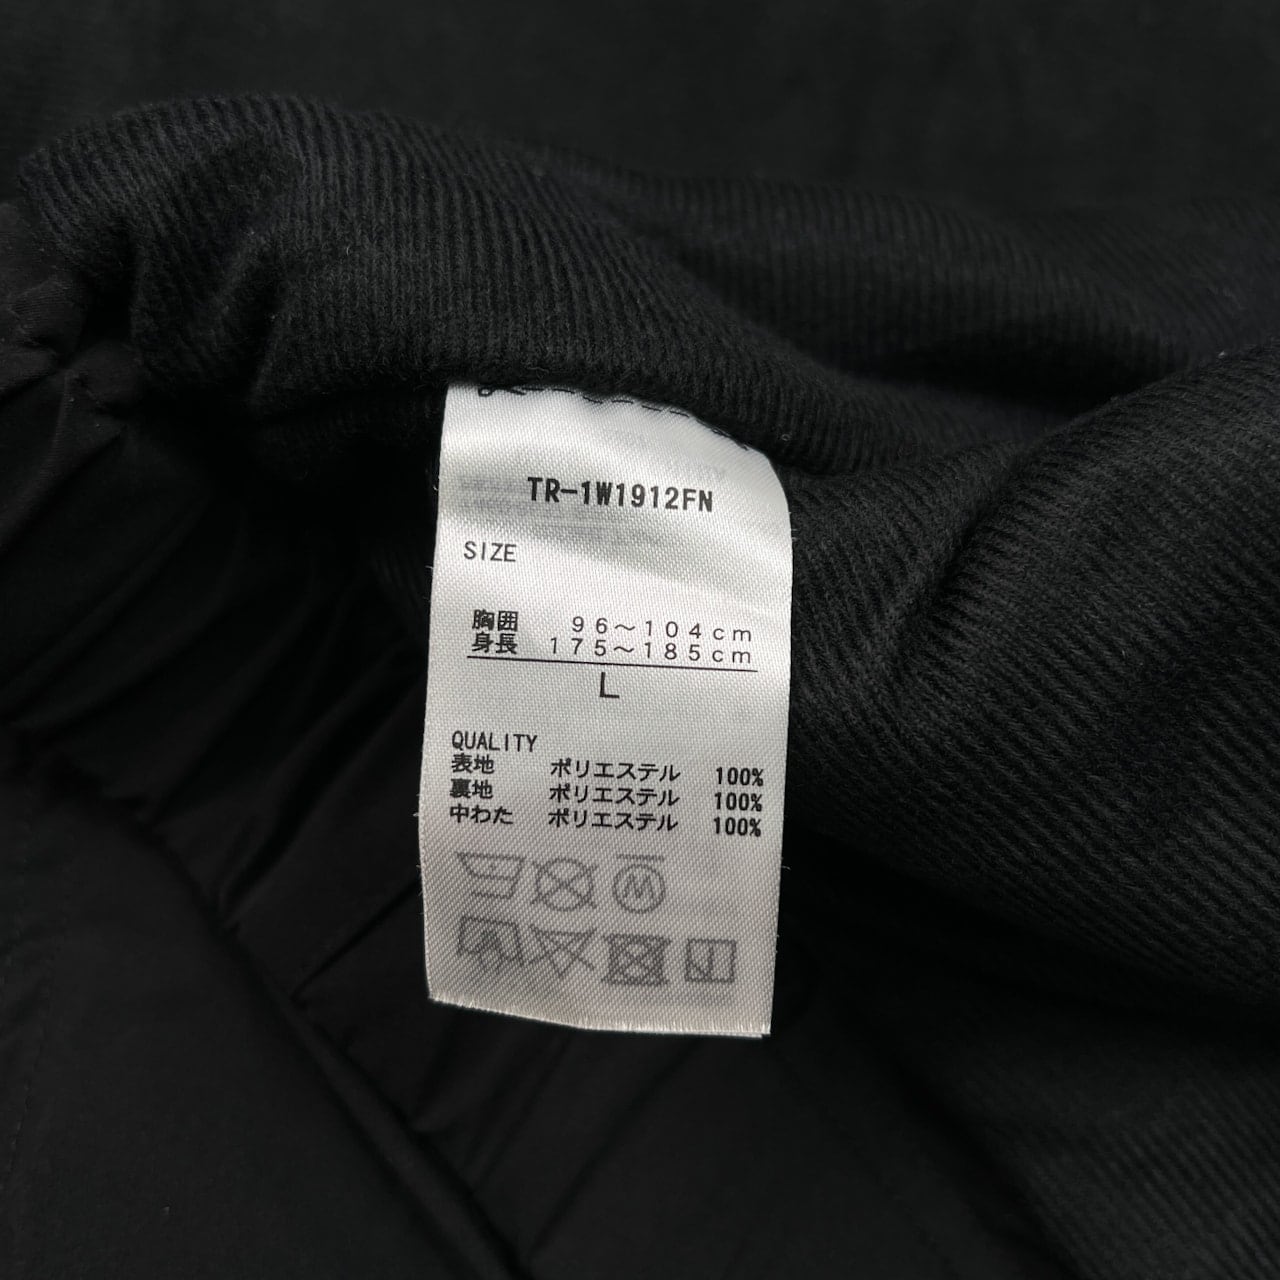 TR-1W1912FN
SIZE
胸囲 96～104cm
身長 175～185cm
L
QUALITY
表地 ポリエステル 100%
裏地 ポリエステル 100%
中わた ポリエステル 100%